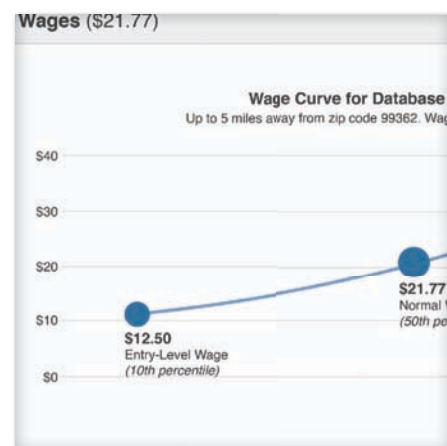 Wages ($21.77)
Wage Curve for Database
Up to 5 miles away from zip code 99362. Wag
$40
$30
$20
$10
$0
$12.50
Entry-Level Wage
(10th percentile)
$21.77
Normal
(50th pe